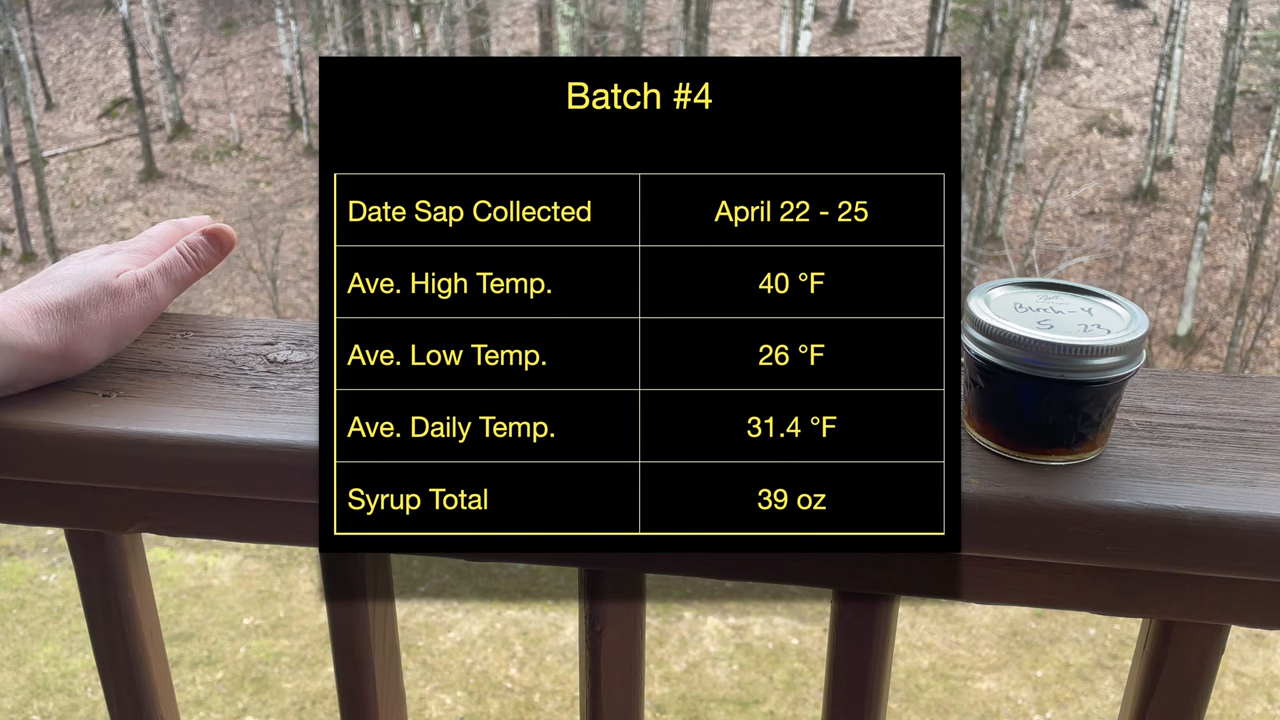 Batch #4
Date Sap Collected April 22 - 25
Ave. High Temp. 40 °F
Ave. Low Temp. 26 °F
Ave. Daily Temp. 31.4 °F
Syrup Total 39 oz
Ball
Birch-4
5 23